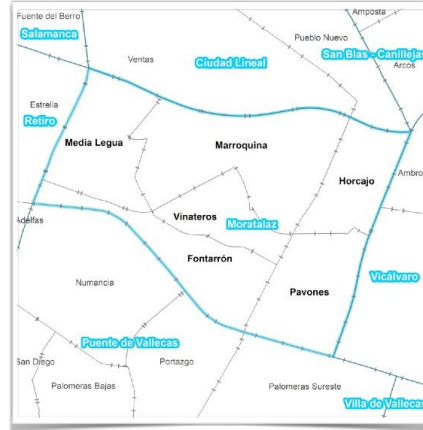 Fuente del Berro
Amposta
Salamanca
Pueblo Nuevo
San Blas - Canillejas
Ventas
Ciudad Lineal
Arcos
Estrella
Retiro
Media Legua
Marroquina
Horcajo
Ambro
Adelfas
Vinateros
Moratalaz
Fontarrón
Numancia
Pavones
Vicálvaro
Puente de Vallecas
San Diego
Portazgo
Palomeras Bajas
Palomeras Sureste
Villa de Vallecas